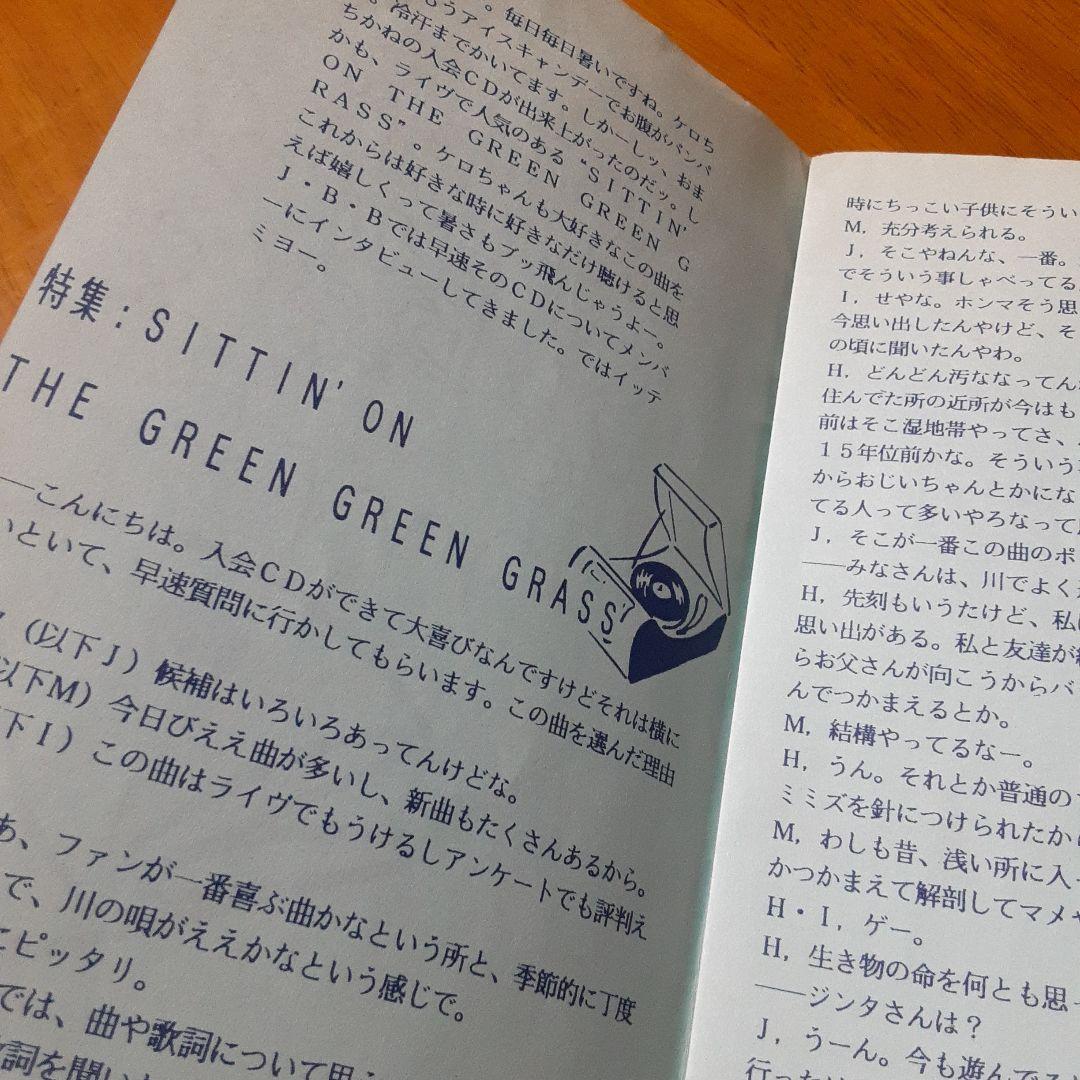 。毎日毎日暑いですね。ケロち
もうアイスキャンデーでお腹がパンパ
。冷汗までかいてます。しかーしッ、おま
ちかねの入会CDが出来上がったのだッ。し
かも、ライヴで人気のある“SITTIN’
ON THE GREEN GREEN G
RASS”。ケロちゃんも大好きなこの曲を
これからは好きな時に好きなだけ聴けると思
えば嬉しくって暑さもブッ飛んじゃうよー。
J・B・Bでは早速そのCDについてメンバ
ーにインタビューしてきました。ではイッテ
ミヨー。
特集:SITTIN’ ON
THE GREEN GREEN GRASS
――こんにちは。入会CDができて大喜びなんですけどそれは横に
いといて、早速質問に行かしてもらいます。この曲を選んだ理由
(以下J)候補はいろいろあってんけどな。
以下M)今日びええ曲が多いし、新曲もたくさんあるから。
下I)この曲はライヴでもうけるしアンケートでも評判え
あ、ファンが一番喜ぶ曲かなという所と、季節的に丁度
で、川の唄がええかなという感じで。
にピッタリ。
では、曲や歌詞について思
歌詞を聞い
時にちっこい子供にそうい
M，充分考えられる。
J，そこやねんな、一番。
でそういう事しゃべってる
I，せやな。ホンマそう思
今思い出したんやけど、そ
の頃に聞いたんやわ。
H，どんどん汚ななってん
住んでた所の近所が今はも
前はそこ湿地帯やってさ、
15年位前かな。そういう
からおじいちゃんとかにな
てる人って多いやろなって
J，そこが一番この曲のポ
――みなさんは、川でよく
H，先刻もいうたけど、私
思い出がある。私と友達が
らお父さんが向こうからバ
んでつかまえるとか。
M，結構やってるなー。
H，うん。それとか普通の
ミミズを針につけられたから
M，わしも昔、浅い所に入
かつかまえて解剖してマメや
H・I，ゲー。
H，生き物の命を何とも思
――ジンタさんは？
J，うーん。今も遊んでる
行った